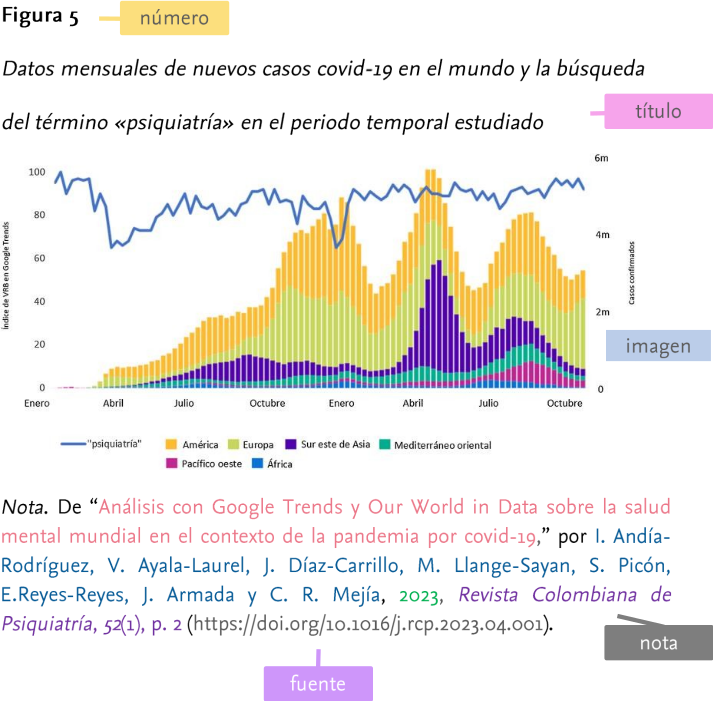 Figura 5
número
Datos mensuales de nuevos casos covid-19 en el mundo y la búsqueda
del término «psiquiatría» en el periodo temporal estudiado
título
100
80
60
40
20
0
Índice de VRB en Google Trends
6m
4m
2m
0
Casos confirmados
imagen
Enero Abril Julio Octubre Enero Abril Julio Octubre
"psiquiatría" América Europa Sur este de Asia Mediterráneo oriental
Pacífico oeste África
Nota. De “Análisis con Google Trends y Our World in Data sobre la salud
mental mundial en el contexto de la pandemia por covid-19,” por I. Andía-
Rodríguez, V. Ayala-Laurel, J. Díaz-Carrillo, M. Llange-Sayan, S. Picón,
E.Reyes-Reyes, J. Armada y C. R. Mejía, 2023, Revista Colombiana de
Psiquiatría, 52(1), p. 2 (https://doi.org/10.1016/j.rcp.2023.04.001).
nota
fuente